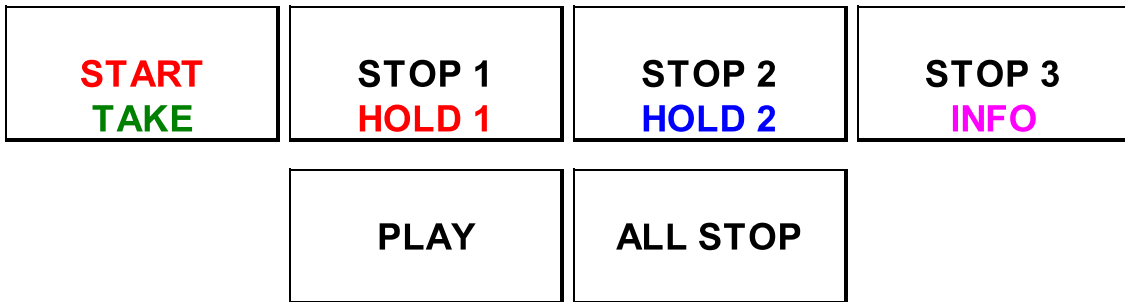 START
TAKE
STOP 1
HOLD 1
STOP 2
HOLD 2
STOP 3
INFO
PLAY
ALL STOP